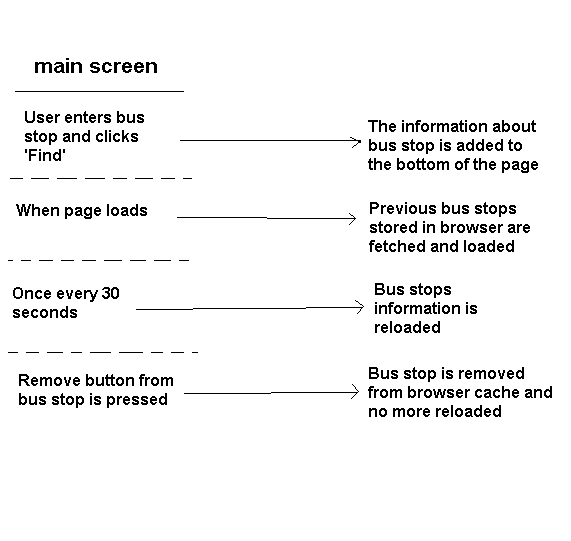 main screen
User enters bus
stop and clicks
'Find'
The information about
bus stop is added to
the bottom of the page
When page loads
Previous bus stops
stored in browser are
fetched and loaded
Once every 30
seconds
Bus stops
information is
reloaded
Remove button from
bus stop is pressed
Bus stop is removed
from browser cache and
no more reloaded